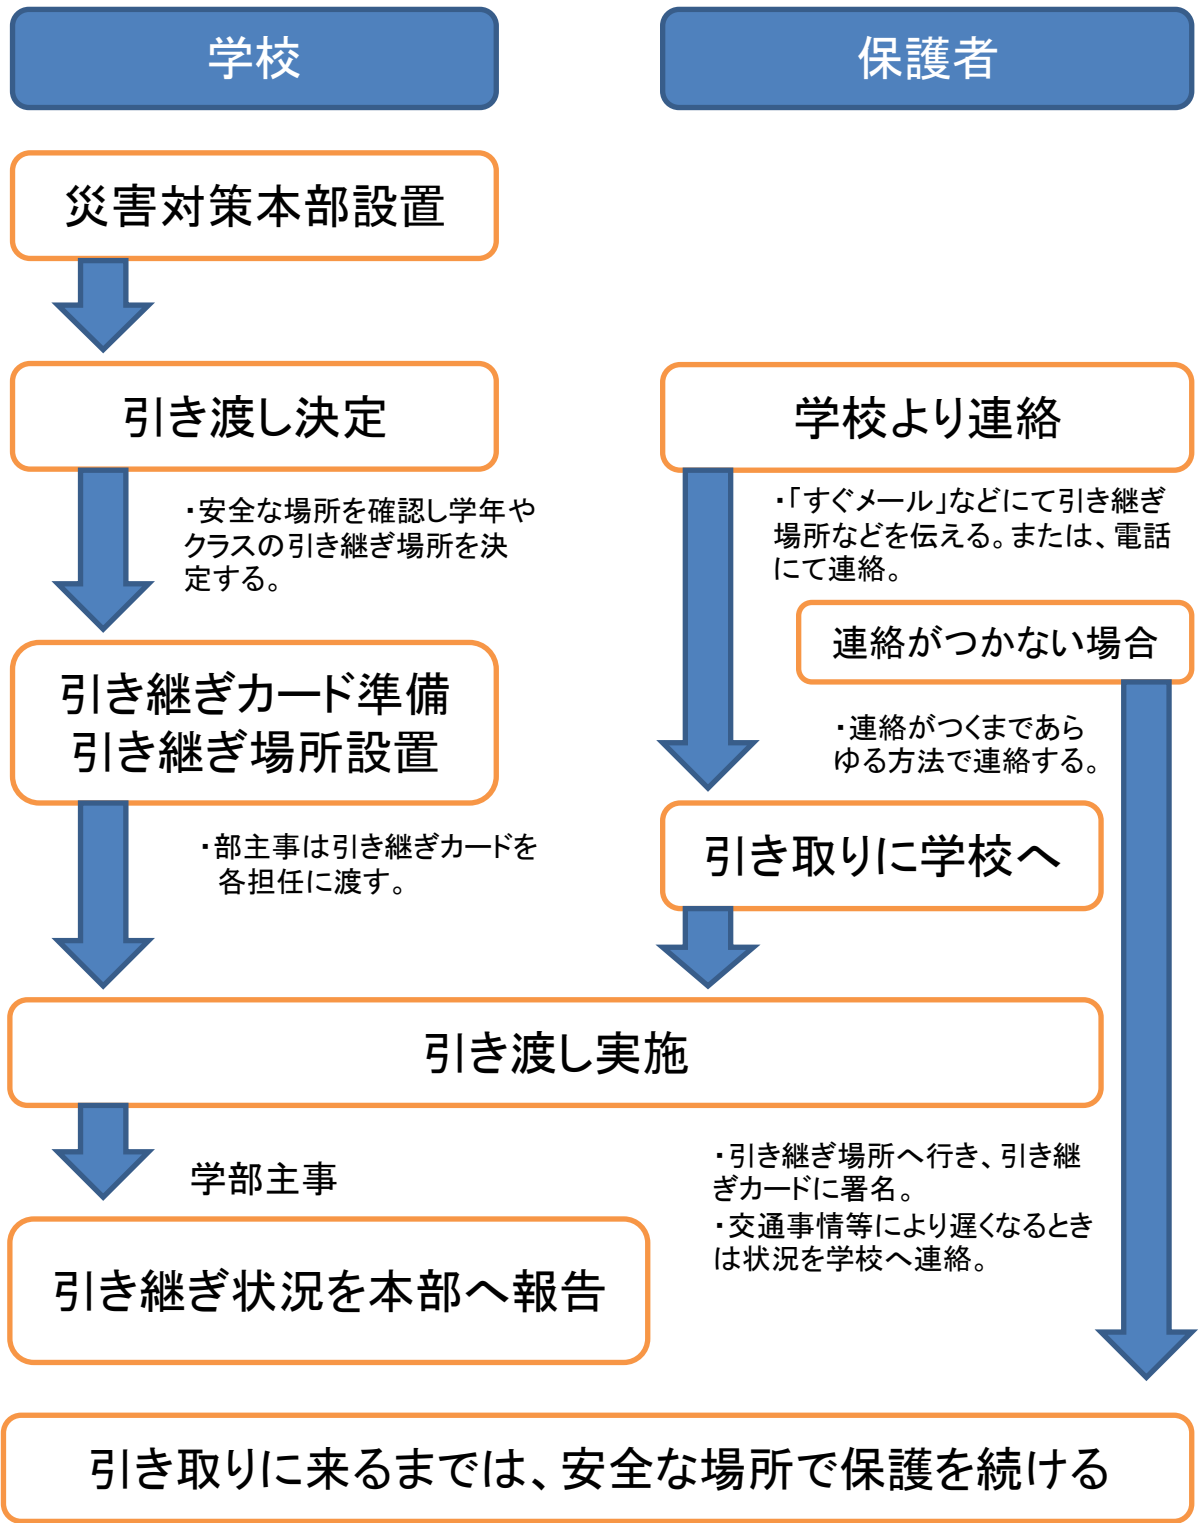 学校
保護者
災害対策本部設置
引き渡し決定
学校より連絡
・安全な場所を確認し学年や
クラスの引き継ぎ場所を決
定する。
・「すぐメール」などにて引き継ぎ
場所などを伝える。または、電話
にて連絡。
連絡がつかない場合
引き継ぎカード準備
引き継ぎ場所設置
・連絡がつくまであら
ゆる方法で連絡する。
・部主事は引き継ぎカードを
各担任に渡す。
引き取りに学校へ
引き渡し実施
学部主事
・引き継ぎ場所へ行き、引き継
ぎカードに署名。
・交通事情等により遅くなるとき
は状況を学校へ連絡。
引き継ぎ状況を本部へ報告
引き取りに来るまでは、安全な場所で保護を続ける